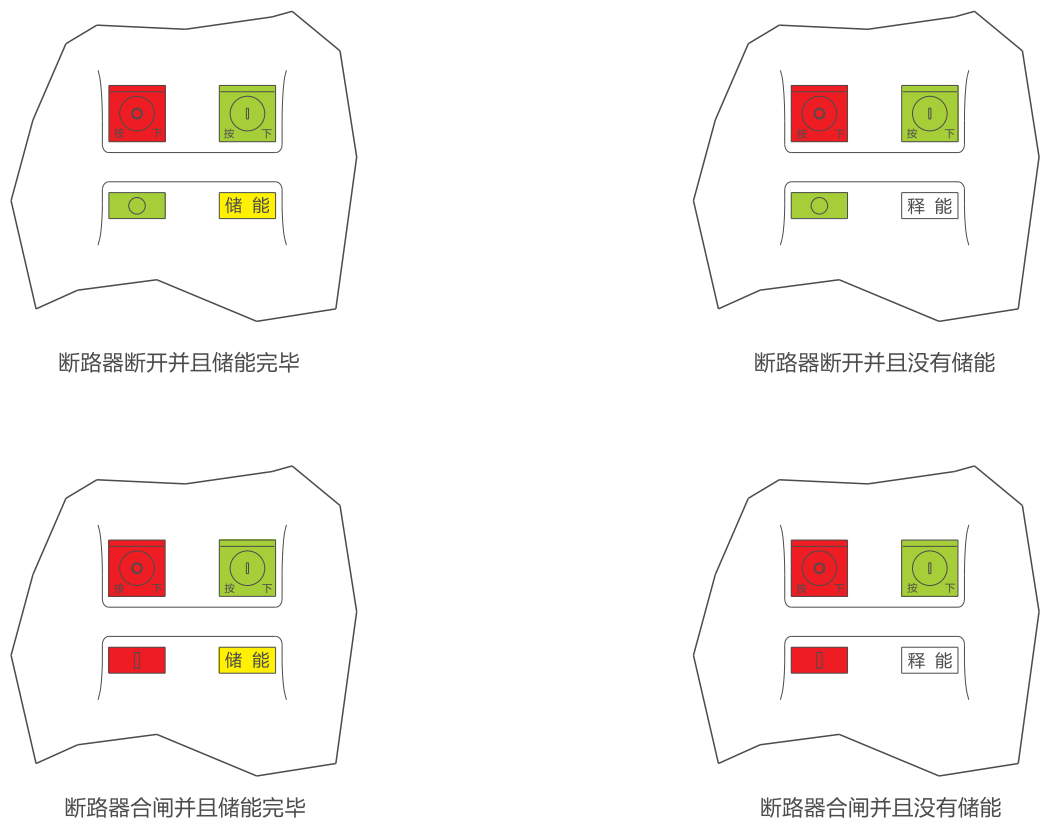 按 下 按 下
储 能
断路器断开并且储能完毕
按 下 按 下
释 能
断路器断开并且没有储能
按 下 按 下
储 能
断路器合闸并且储能完毕
按 下 按 下
释 能
断路器合闸并且没有储能